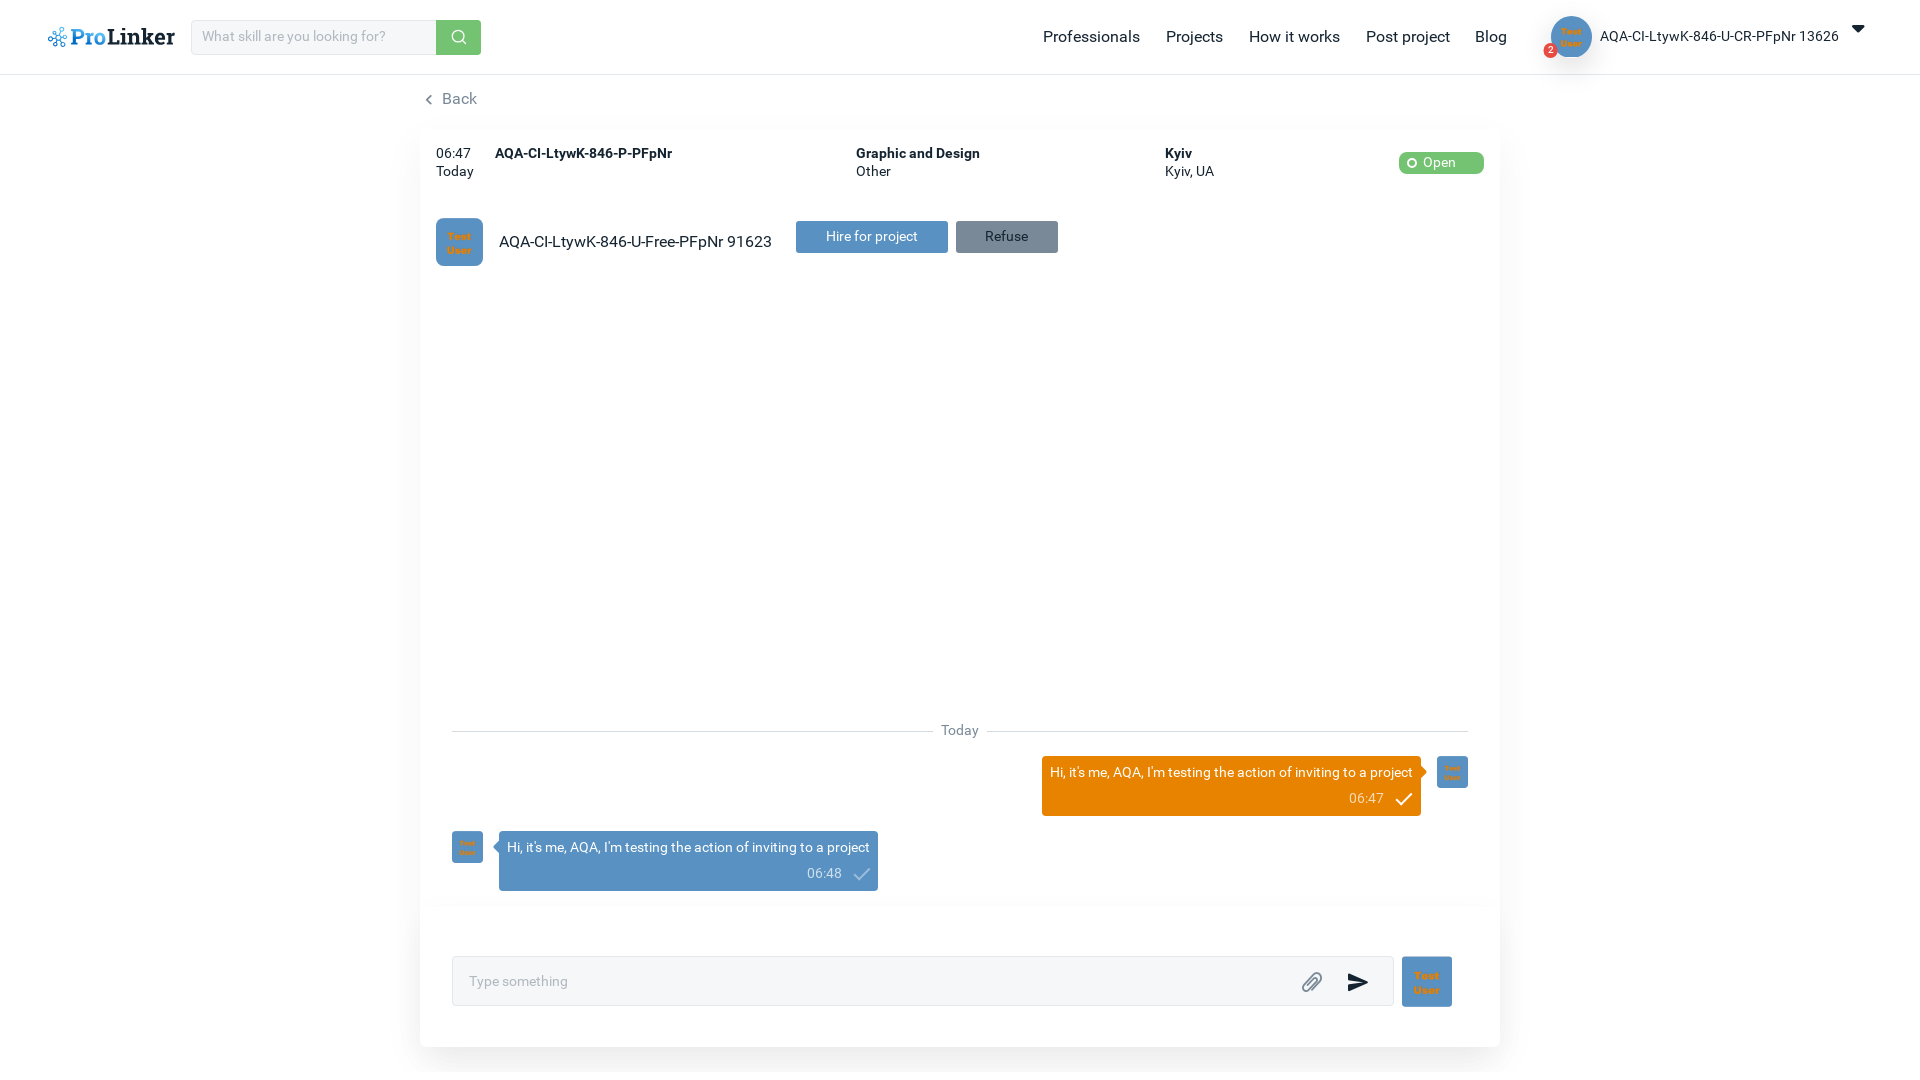 ProLinker
What skill are you looking for?
Professionals
Projects
How it works
Post project
Blog
Test
User
2
AQA-CI-LtywK-846-U-CR-PFpNr 13626
Back
06:47
Today
AQA-CI-LtywK-846-P-PFpNr
Graphic and Design
Other
Kyiv
Kyiv, UA
Open
Test
User
AQA-CI-LtywK-846-U-Free-PFpNr 91623
Hire for project
Refuse
Today
Hi, it's me, AQA, I'm testing the action of inviting to a project
06:47
Test
User
Test
User
Hi, it's me, AQA, I'm testing the action of inviting to a project
06:48
Type something
Test
User